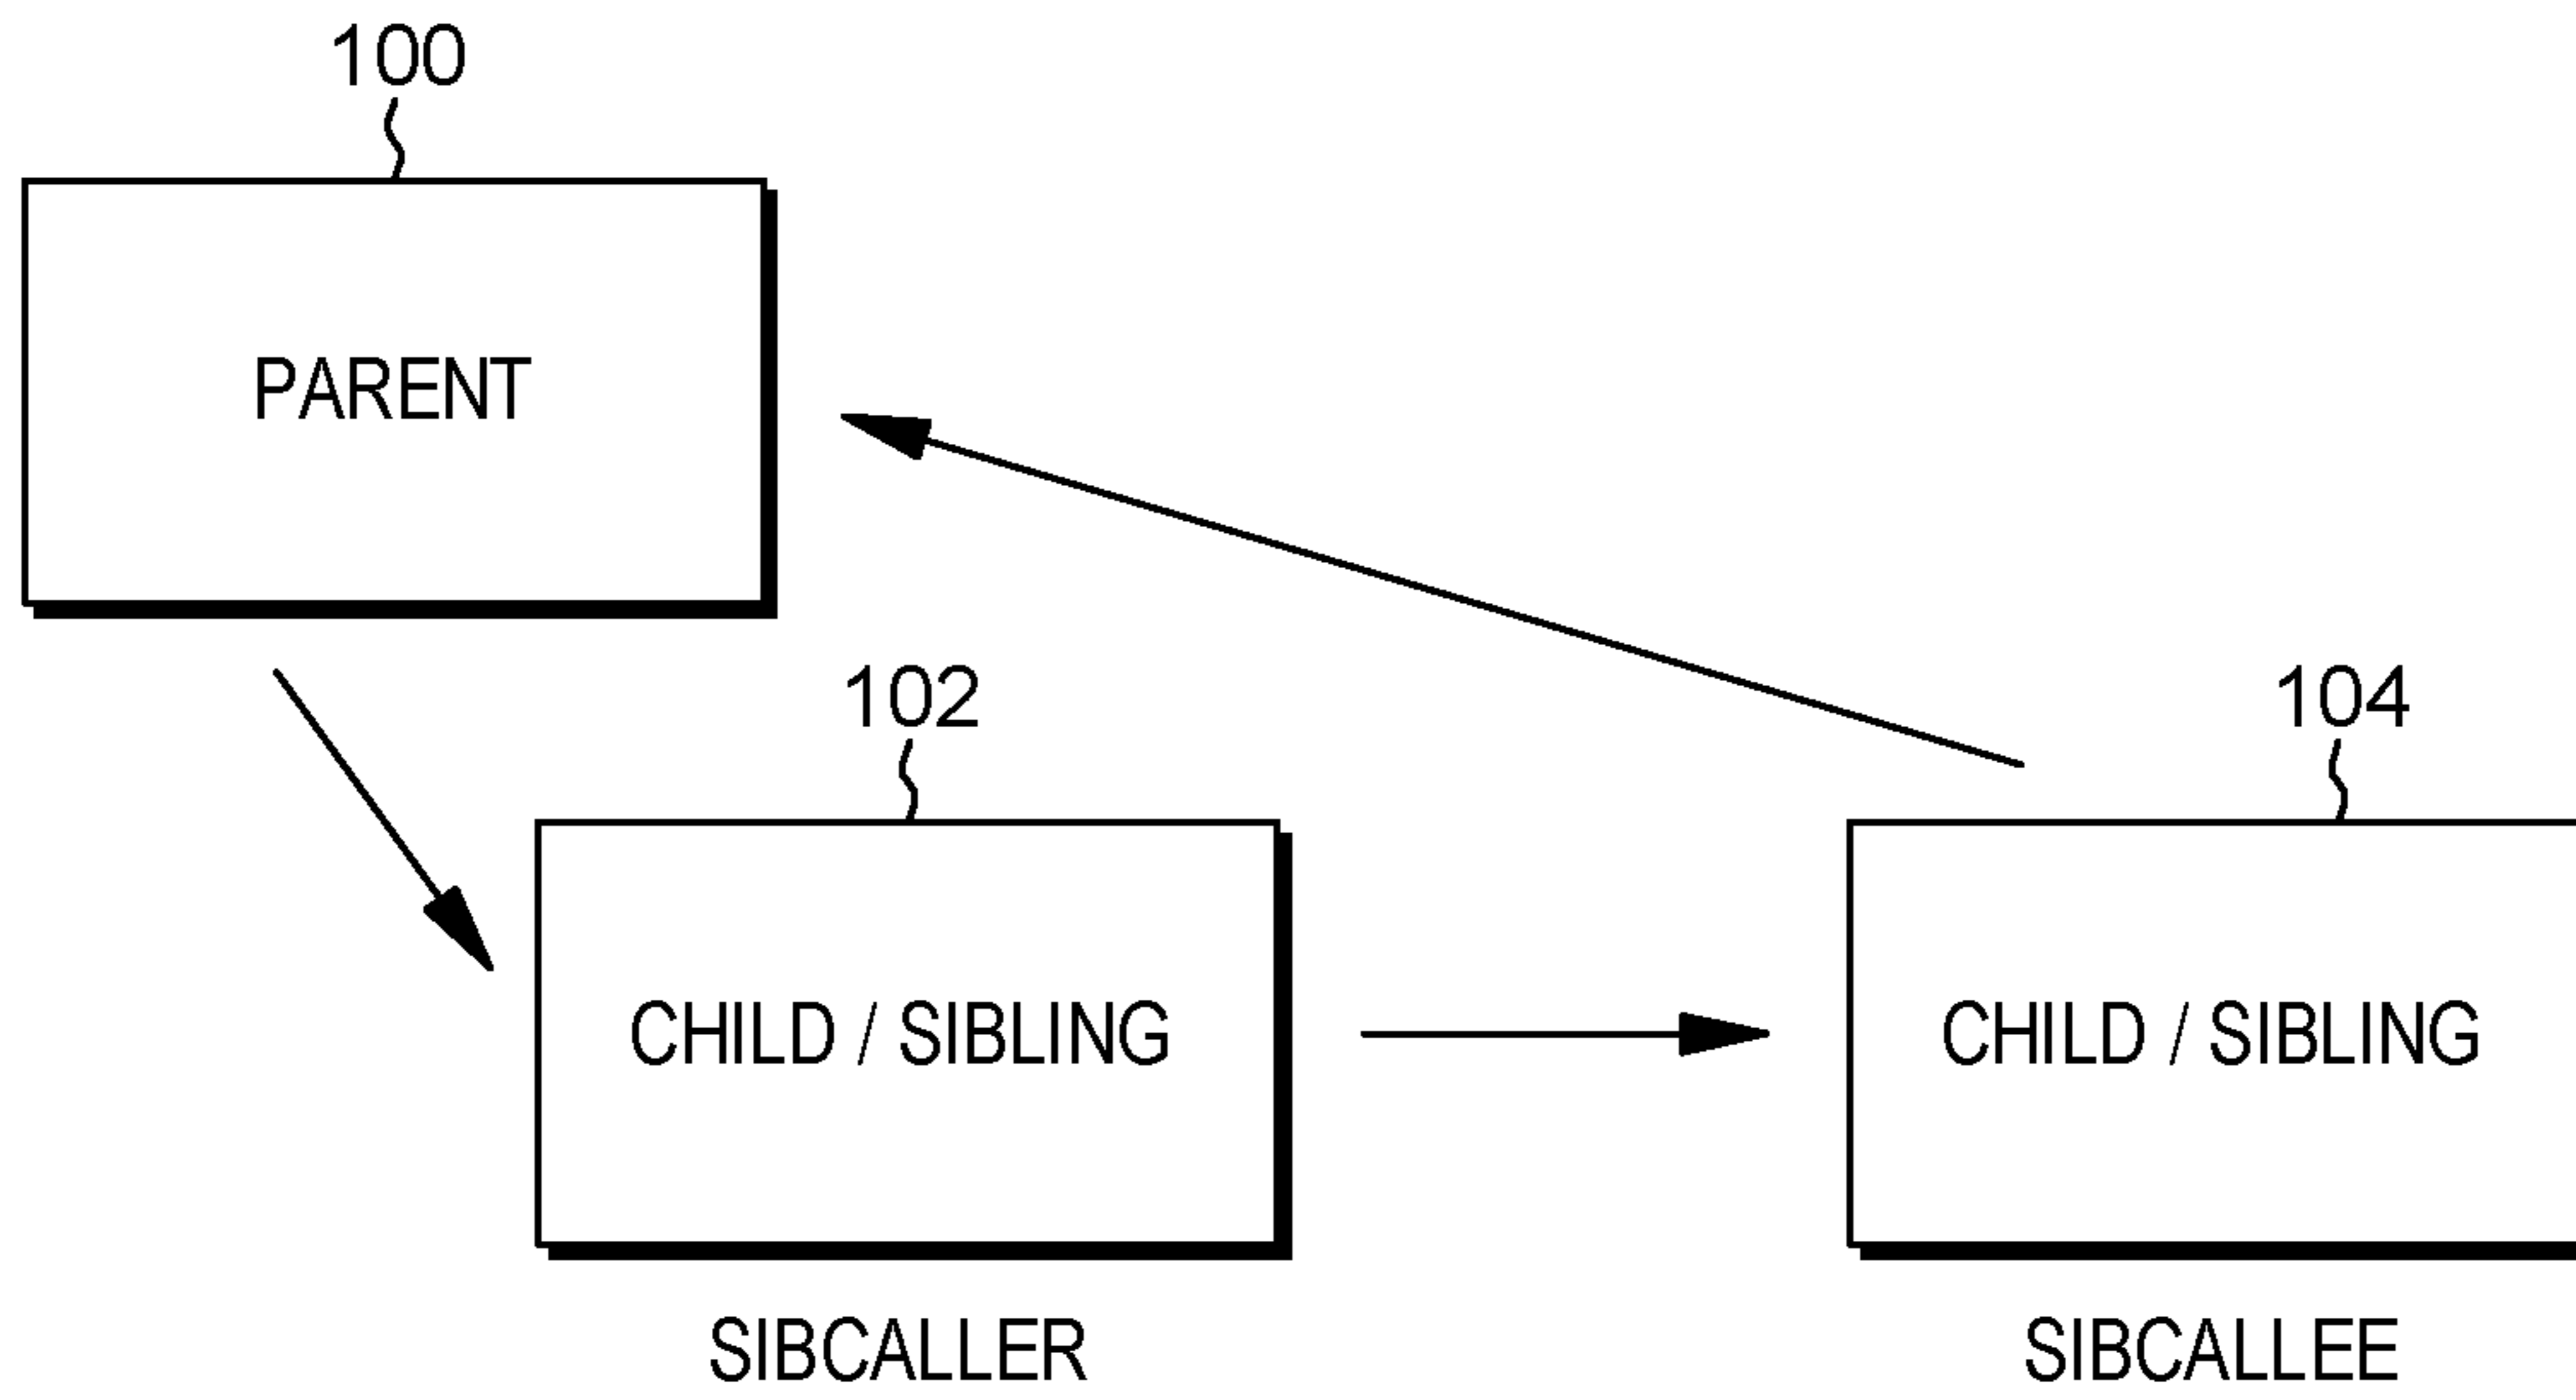 100
PARENT
102
104
CHILD / SIBLING
CHILD / SIBLING
SIBCALLER
SIBCALLEE